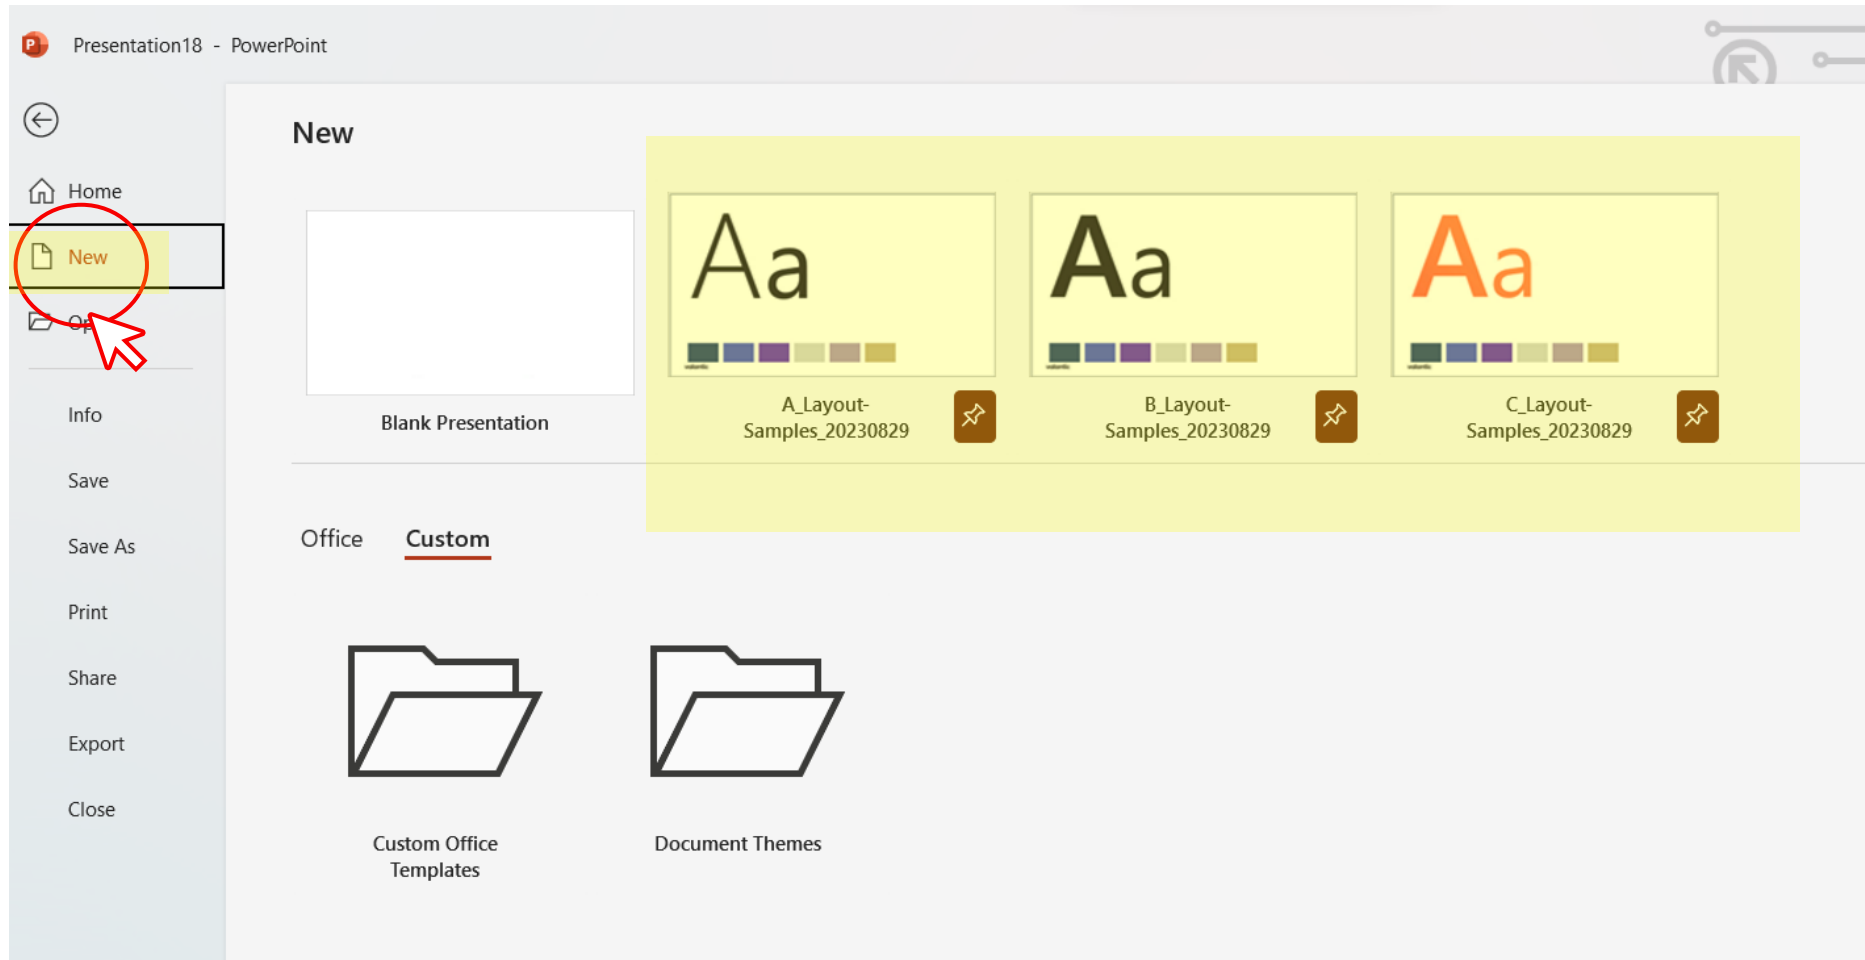 Presentation18 - PowerPoint
New
Home
New
Op
Info
Save
Save As
Print
Share
Export
Close
Blank Presentation
Aa
A_Layout-
Samples_20230829
Aa
B_Layout-
Samples_20230829
Aa
C_Layout-
Samples_20230829
Office Custom
Custom Office
Templates
Document Themes